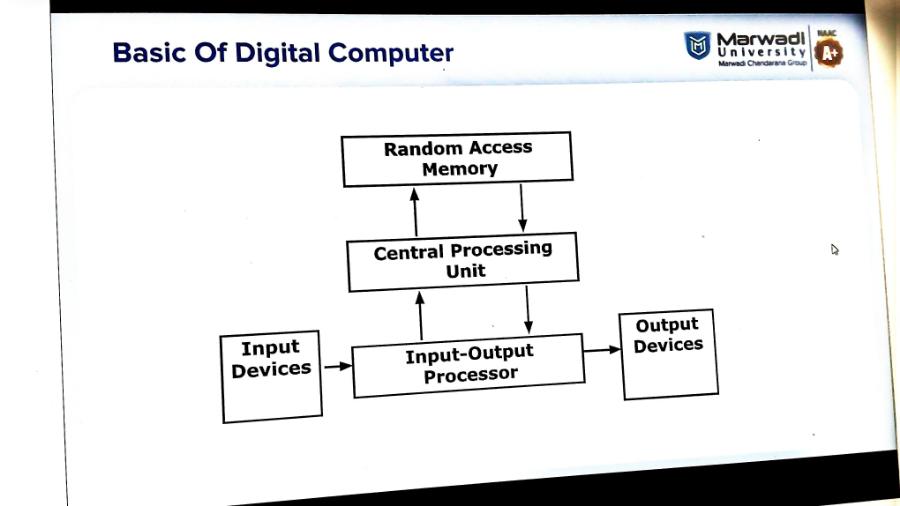 Basic Of Digital Computer
Marwadi
University
Marwadi Chandarana Group
NAAC
A+
Random Access
Memory
Central Processing
Unit
Input
Devices
Input-Output
Processor
Output
Devices